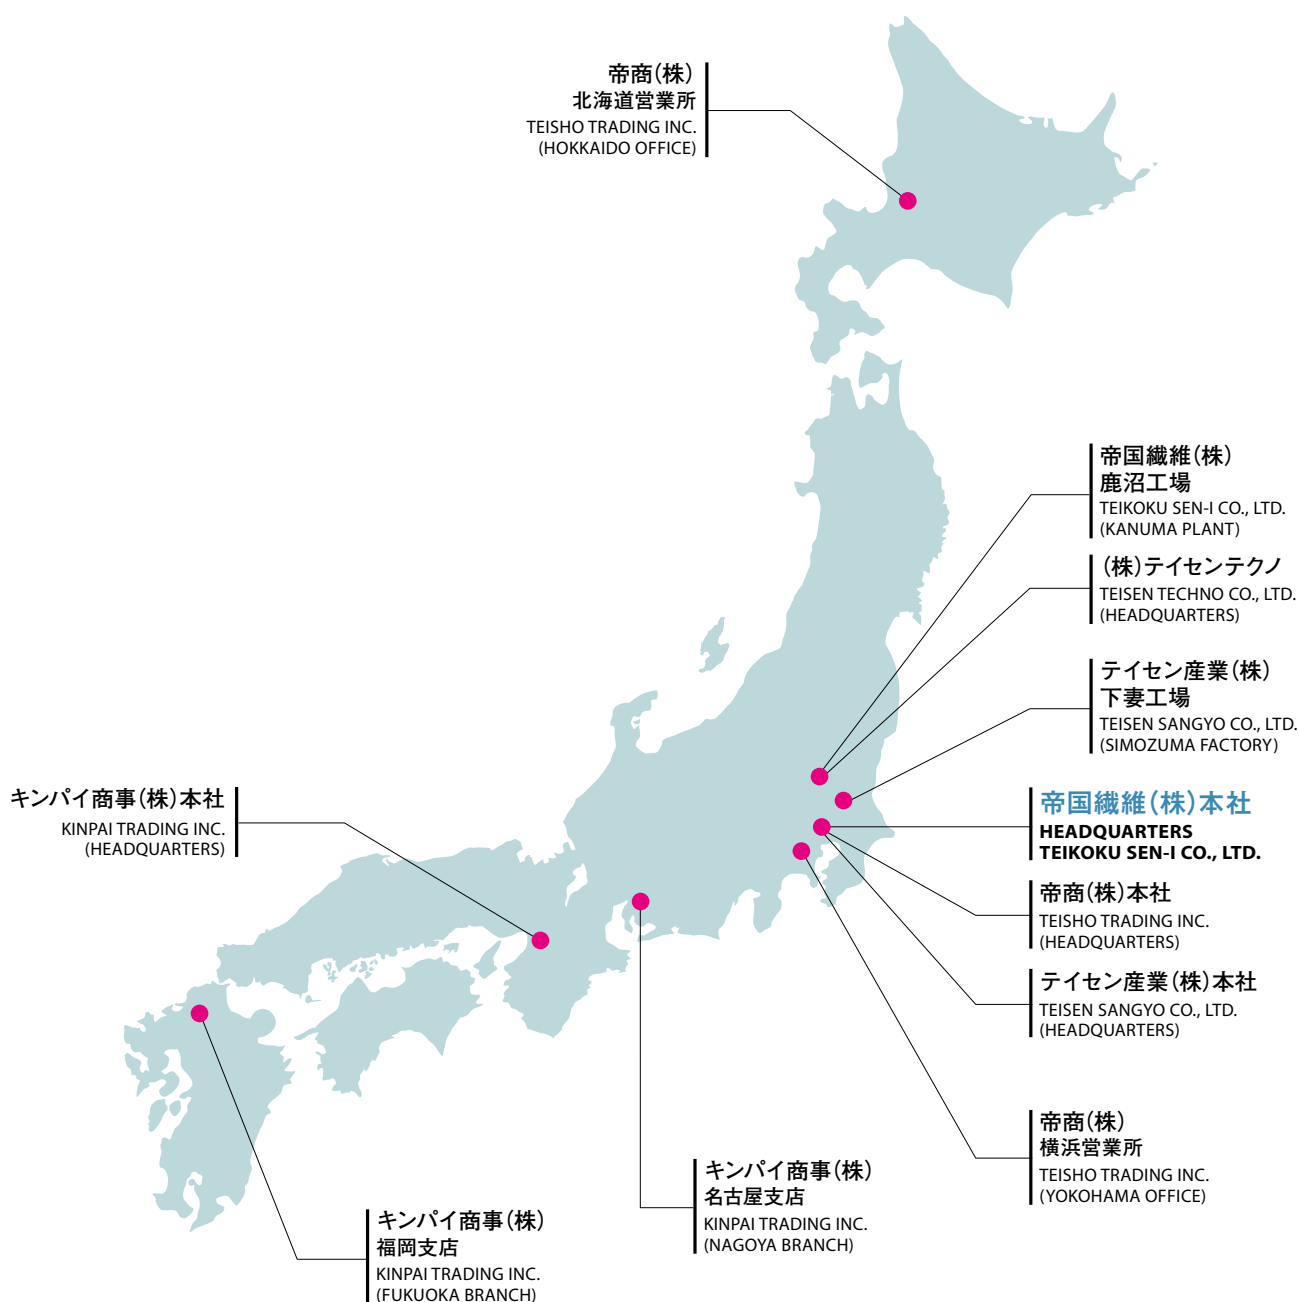 帝商(株)
北海道営業所
TEISHO TRADING INC.
(HOKKAIDO OFFICE)
帝国繊維(株)
鹿沼工場
TEIKOKU SEN-I CO., LTD.
(KANUMA PLANT)
(株)テイセンテクノ
TEISEN TECHNO CO., LTD.
(HEADQUARTERS)
テイセン産業(株)
下妻工場
TEISEN SANGYO CO., LTD.
(SIMOZUMA FACTORY)
キンパイ商事(株)本社
KINPAI TRADING INC.
(HEADQUARTERS)
帝国繊維(株)本社
HEADQUARTERS
TEIKOKU SEN-I CO., LTD.
帝商(株)本社
TEISHO TRADING INC.
(HEADQUARTERS)
テイセン産業(株)本社
TEISEN SANGYO CO., LTD.
(HEADQUARTERS)
帝商(株)
横浜営業所
TEISHO TRADING INC.
(YOKOHAMA OFFICE)
キンパイ商事(株)
名古屋支店
KINPAI TRADING INC.
(NAGOYA BRANCH)
キンパイ商事(株)
福岡支店
KINPAI TRADING INC.
(FUKUOKA BRANCH)